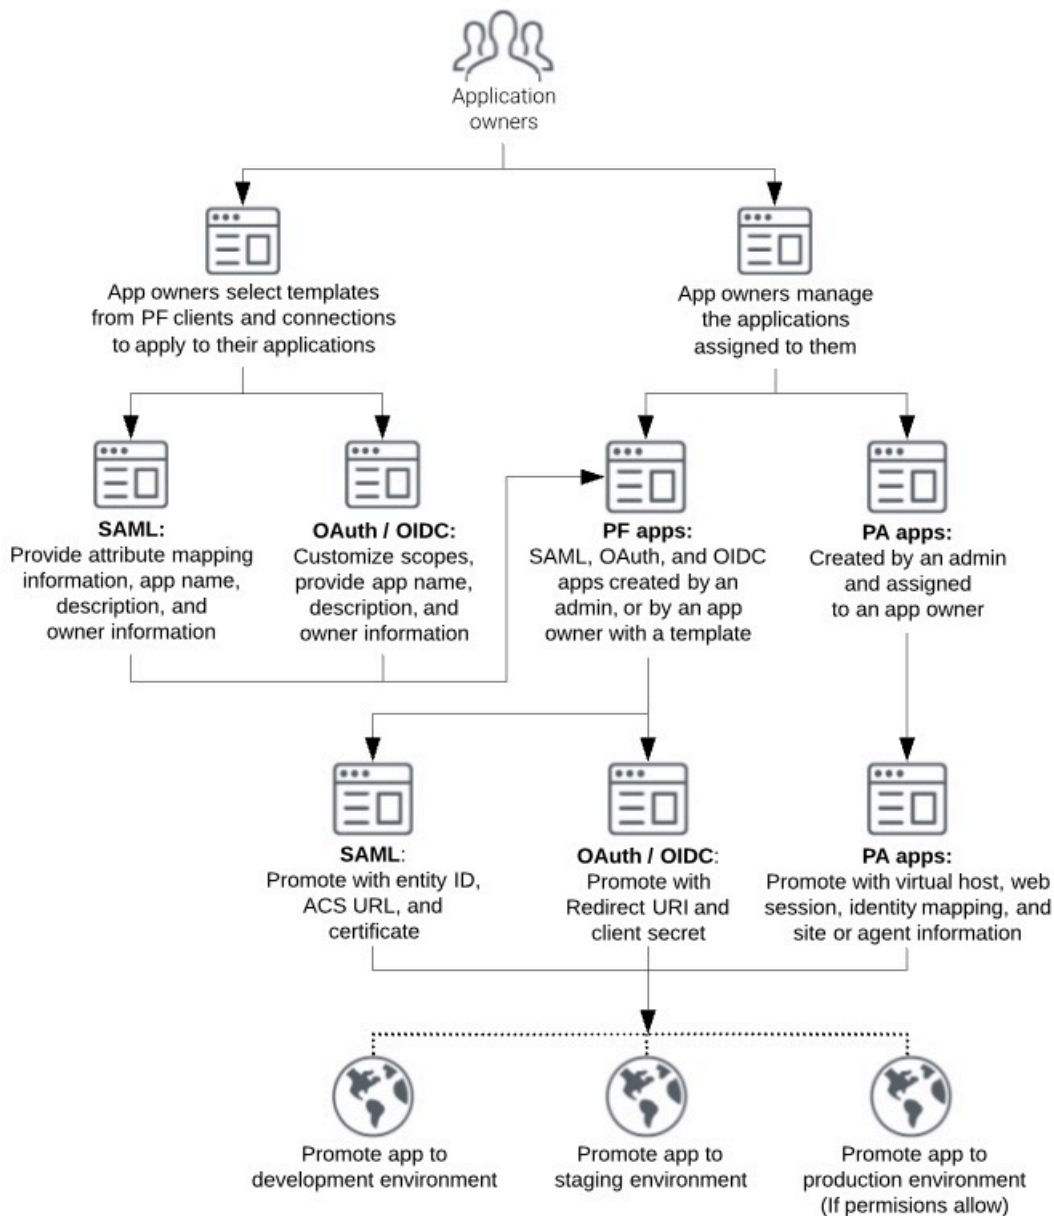 Application
owners
App owners select templates
from PF clients and connections
to apply to their applications
App owners manage
the applications
assigned to them
SAML:
Provide attribute mapping
information, app name,
description, and
owner information
OAuth / OIDC:
Customize scopes,
provide app name,
description, and
owner information
PF apps:
SAML, OAuth, and OIDC
apps created by an
admin, or by an app
owner with a template
PA apps:
Created by an admin
and assigned
to an app owner
SAML:
Promote with entity ID,
ACS URL, and
certificate
OAuth / OIDC:
Promote with
Redirect URI and
client secret
PA apps:
Promote with virtual host, web
session, identity mapping, and
site or agent information
Promote app to
development environment
Promote app to
staging environment
Promote app to
production environment
(If permisions allow)